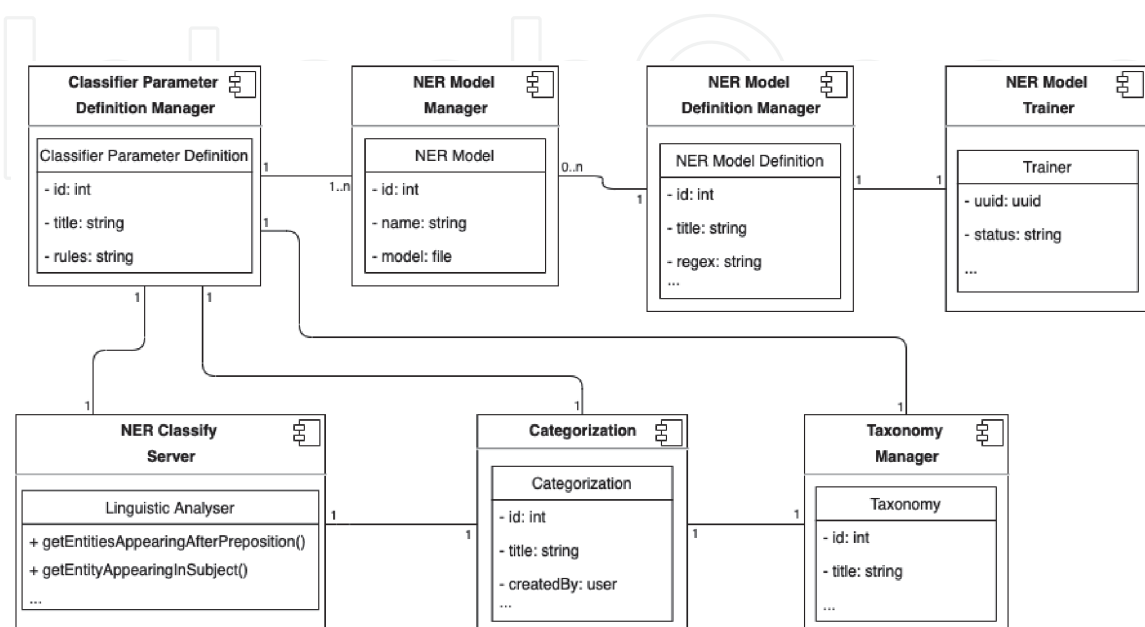 Classifier Parameter
Definition Manager
Classifier Parameter Definition
- id: int
- title: string
- rules: string
1
1..n
1
1
1
NER Model
Manager
NER Model
- id: int
- name: string
- model: file
0..n
1
NER Model
Definition Manager
NER Model Definition
- id: int
- title: string
- regex: string
...
1
1
NER Model
Trainer
Trainer
- uuid: uuid
- status: string
...
1
NER Classify
Server
Linguistic Analyser
+ getEntitiesAppearingAfterPreposition()
+ getEntityAppearingInSubject()
...
1
1
1
Categorization
Categorization
- id: int
- title: string
- createdBy: user
...
1
1
1
Taxonomy
Manager
Taxonomy
- id: int
- title: string
...